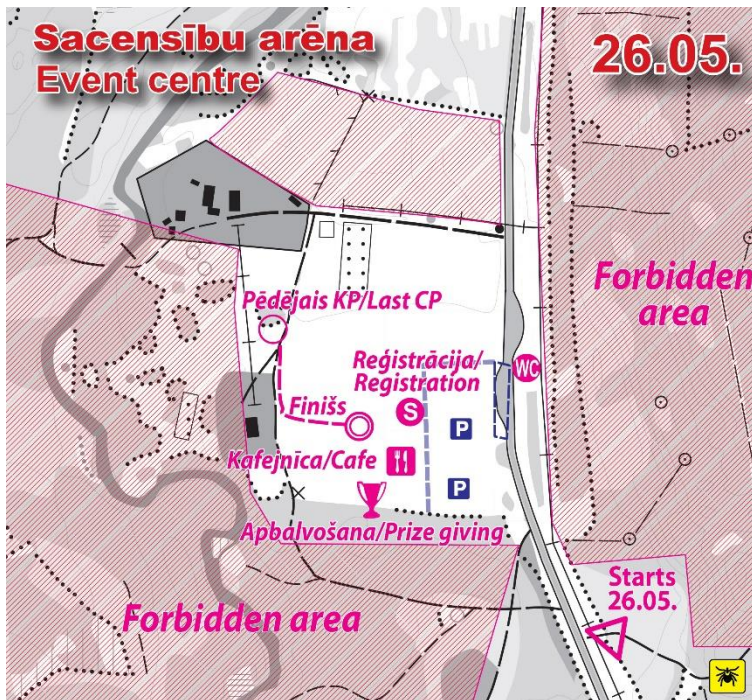 Sacensību arēna
Event centre
26.05.
Forbidden
area
Pēdējais KP/Last CP
Reģistrācija/
Registration
WC
Finišs
S
P
Kafejnīca/Cafe
P
Apbalvošana/Prize giving
Forbidden area
Starts
26.05.